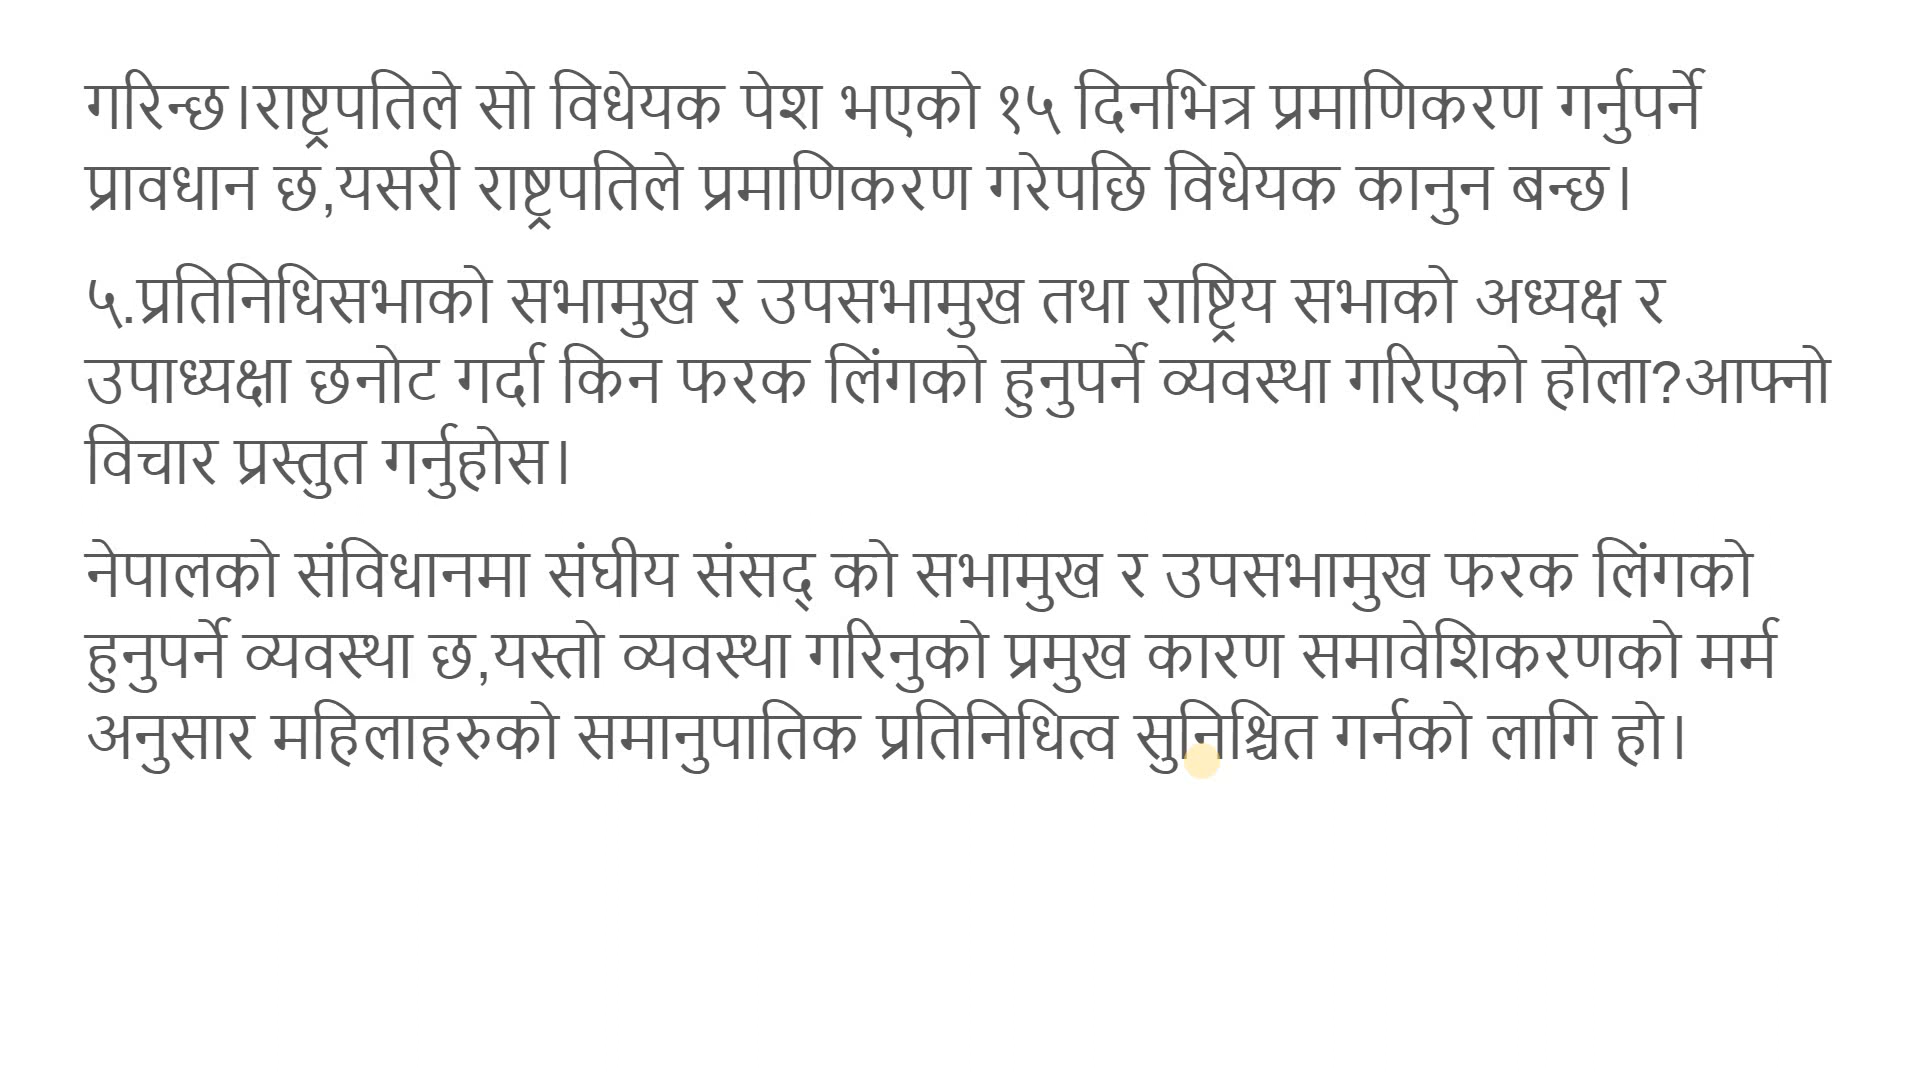 गरिन्छ।राष्ट्रपतिले सो विधेयक पेश भएको १५ दिनभित्र प्रमाणिकरण गर्नुपर्ने
प्रावधान छ,यसरी राष्ट्रपतिले प्रमाणिकरण गरेपछि विधेयक कानुन बन्छ।
५.प्रतिनिधिसभाको सभामुख र उपसभामुख तथा राष्ट्रिय सभाको अध्यक्ष र
उपाध्यक्षा छनोट गर्दा किन फरक लिंगको हुनुपर्ने व्यवस्था गरिएको होला?आफ्नो
विचार प्रस्तुत गर्नुहोस।
नेपालको संविधानमा संघीय संसद् को सभामुख र उपसभामुख फरक लिंगको
हुनुपर्ने व्यवस्था छ,यस्तो व्यवस्था गरिनुको प्रमुख कारण समावेशिकरणको मर्म
अनुसार महिलाहरुको समानुपातिक प्रतिनिधित्व सुनिश्चित गर्नको लागि हो।